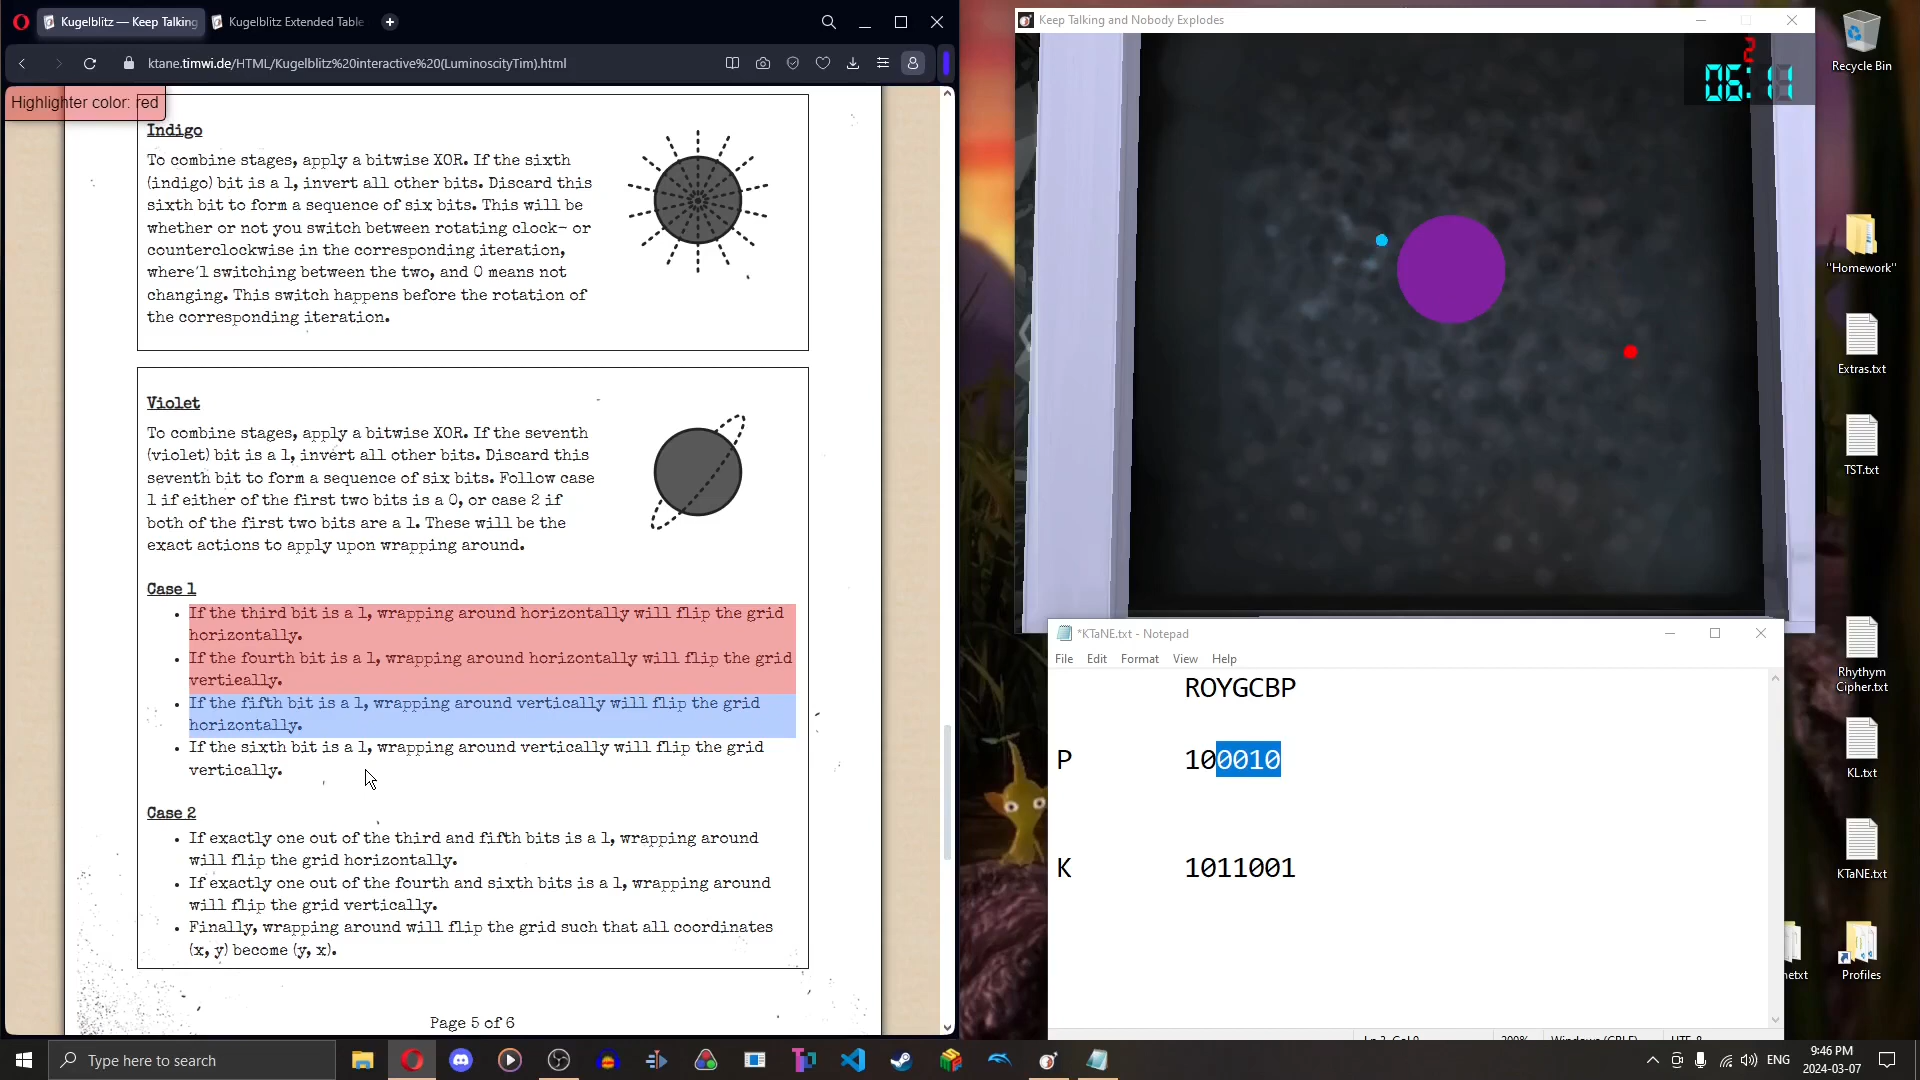 Kugelblitz — Keep Talking
Kugelblitz Extended Table
ktane.timwi.de/HTML/Kugelblitz%20interactive%20(LuminoscityTim).html
Highlighter color: red
Indigo
To combine stages, apply a bitwise XOR. If the sixth
(indigo) bit is a 1, invert all other bits. Discard this
sixth bit to form a sequence of six bits. This will be
whether or not you switch between rotating clock- or
counterclockwise in the corresponding iteration,
where 1 switching between the two, and 0 means not
changing. This switch happens before the rotation of
the corresponding iteration.
Violet
To combine stages, apply a bitwise XOR. If the seventh
(violet) bit is a 1, invert all other bits. Discard this
seventh bit to form a sequence of six bits. Follow case
1 if either of the first two bits is a 0, or case 2 if
both of the first two bits are a 1. These will be the
exact actions to apply upon wrapping around.
Case 1
• If the third bit is a 1, wrapping around horizontally will flip the grid
horizontally.
• If the fourth bit is a 1, wrapping around horizontally will flip the grid
vertically.
• If the fifth bit is a 1, wrapping around vertically will flip the grid
horizontally.
• If the sixth bit is a 1, wrapping around vertically will flip the grid
vertically.
Case 2
• If exactly one out of the third and fifth bits is a 1, wrapping around
will flip the grid horizontally.
• If exactly one out of the fourth and sixth bits is a 1, wrapping around
will flip the grid vertically.
• Finally, wrapping around will flip the grid such that all coordinates
(x, y) become (y, x).
Page 5 of 6
Keep Talking and Nobody Explodes
2
06:11
*KTaNE.txt - Notepad
File Edit Format View Help
ROYGCBP
P 100010
K 1011001
Recycle Bin
"Homework"
Extras.txt
TST.txt
Rhythym
Cipher.txt
KL.txt
KTaNE.txt
Profiles
Type here to search
ENG
9:46 PM
2024-03-07